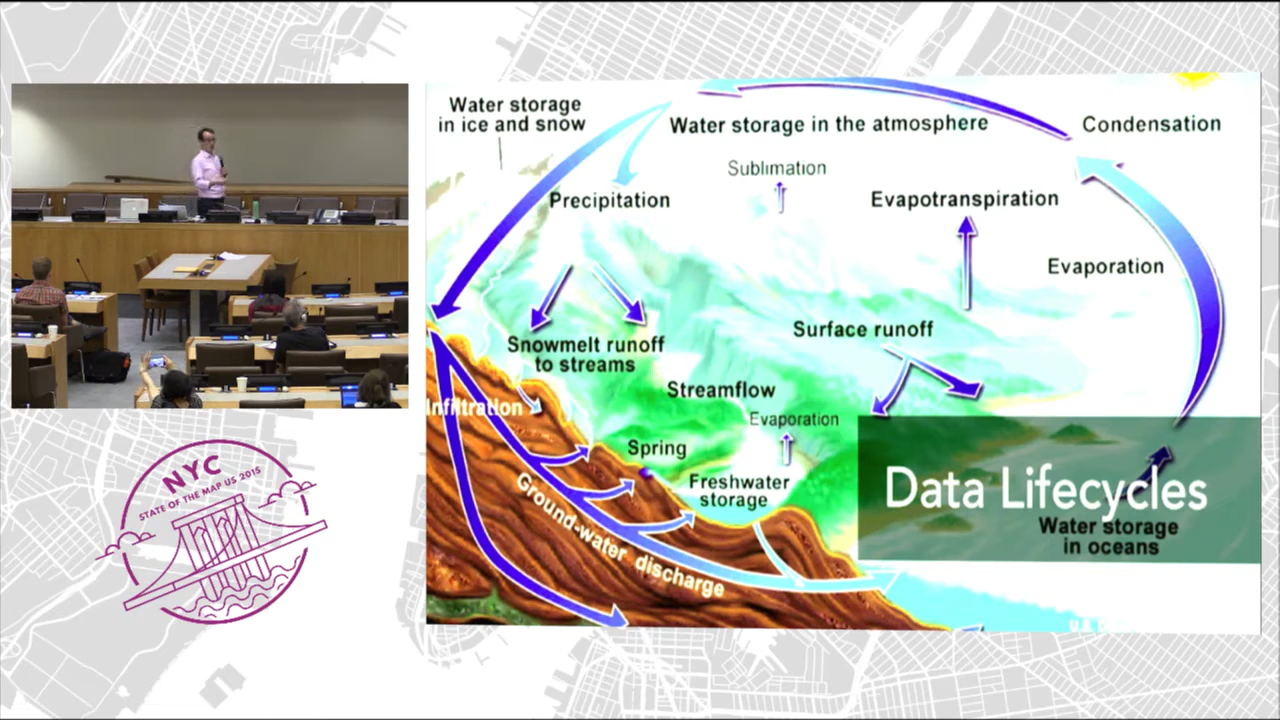 Water storage
in ice and snow
Water storage in the atmosphere
Condensation
Sublimation
Precipitation
Evapotranspiration
Evaporation
Surface runoff
Snowmelt runoff
to streams
Streamflow
Infiltration
Evaporation
Spring
Freshwater
storage
Data Lifecycles
Water storage
in oceans
Ground-water discharge
NYC
STATE OF THE MAP US 2015